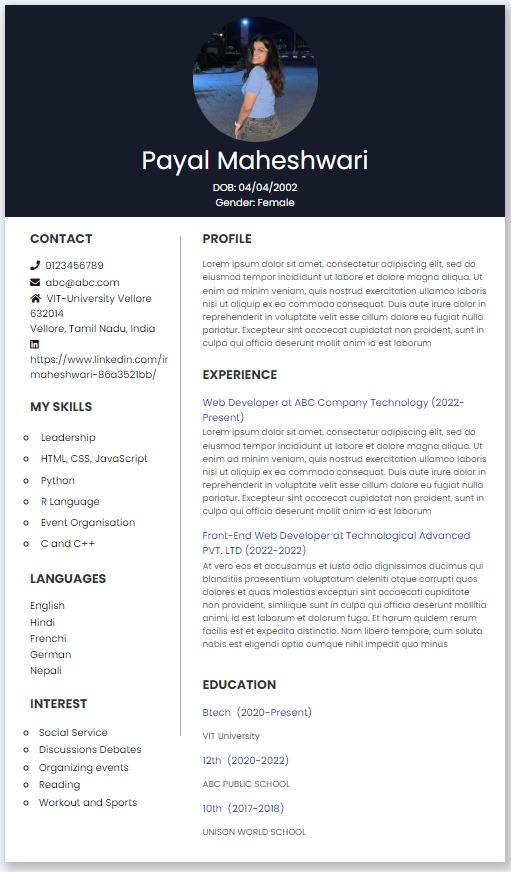 Payal Maheshwari
DOB: 04/04/2002
Gender: Female
CONTACT
0123456789
abc@abc.com
VIT-University Vellore
632014
Vellore, Tamil Nadu, India
https://www.linkedin.com/ir
maheshwari-86a3521bb/
MY SKILLS
Leadership
HTML, CSS, JavaScript
Python
R Language
Event Organisation
C and C++
LANGUAGES
English
Hindi
Frenchi
German
Nepali
INTEREST
Social Service
Discussions Debates
Organizing events
Reading
Workout and Sports
PROFILE
Lorem ipsum dolor sit amet, consectetur adipiscing elit, sed do
eiusmod tempor incididunt ut labore et dolore magna aliqua. Ut
enim ad minim veniam, quis nostrud exercitation ullamco laboris
nisi ut aliquip ex ea commodo consequat. Duis aute irure dolor in
reprehenderit in voluptate velit esse cillum dolore eu fugiat nulla
pariatur. Excepteur sint occaecat cupidatat non proident, sunt in
culpa qui officia deserunt mollit anim id est laborum
EXPERIENCE
Web Developer at ABC Company Technology (2022-
Present)
Lorem ipsum dolor sit amet, consectetur adipiscing elit, sed do
eiusmod tempor incididunt ut labore et dolore magna aliqua. Ut
enim ad minim veniam, quis nostrud exercitation ullamco laboris
nisi ut aliquip ex ea commodo consequat. Duis aute irure dolor in
reprehenderit in voluptate velit esse cillum dolore eu fugiat nulla
pariatur. Excepteur sint occaecat cupidatat non proident, sunt in
culpa qui officia deserunt mollit anim id est laborum
Front-End Web Developer at Technological Advanced
PVT. LTD (2022-2022)
At vero eos et accusamus et iusto odio dignissimos ducimus qui
blanditiis praesentium voluptatum deleniti atque corrupti quos
dolores et quas molestias excepturi sint occaecati cupiditate
non provident, similique sunt in culpa qui officia deserunt mollitia
animi, id est laborum et dolorum fuga. Et harum quidem rerum
facilis est et expedita distinctio. Nam libero tempore, cum soluta
nobis est eligendi optio cumque nihil impedit quo minus
EDUCATION
Btech (2020-Present)
VIT University
12th (2020-2022)
ABC PUBLIC SCHOOL
10th (2017-2018)
UNISON WORLD SCHOOL